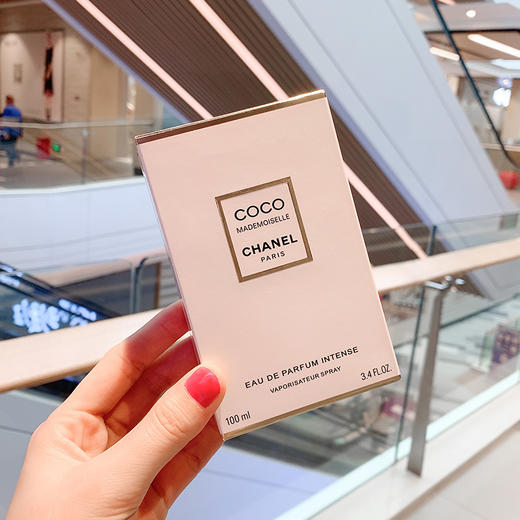 COCO
MADEMOISELLE
CHANEL
PARIS
EAU DE PARFUM INTENSE
VAPORISATEUR SPRAY
100 ml
3.4 FL.OZ.